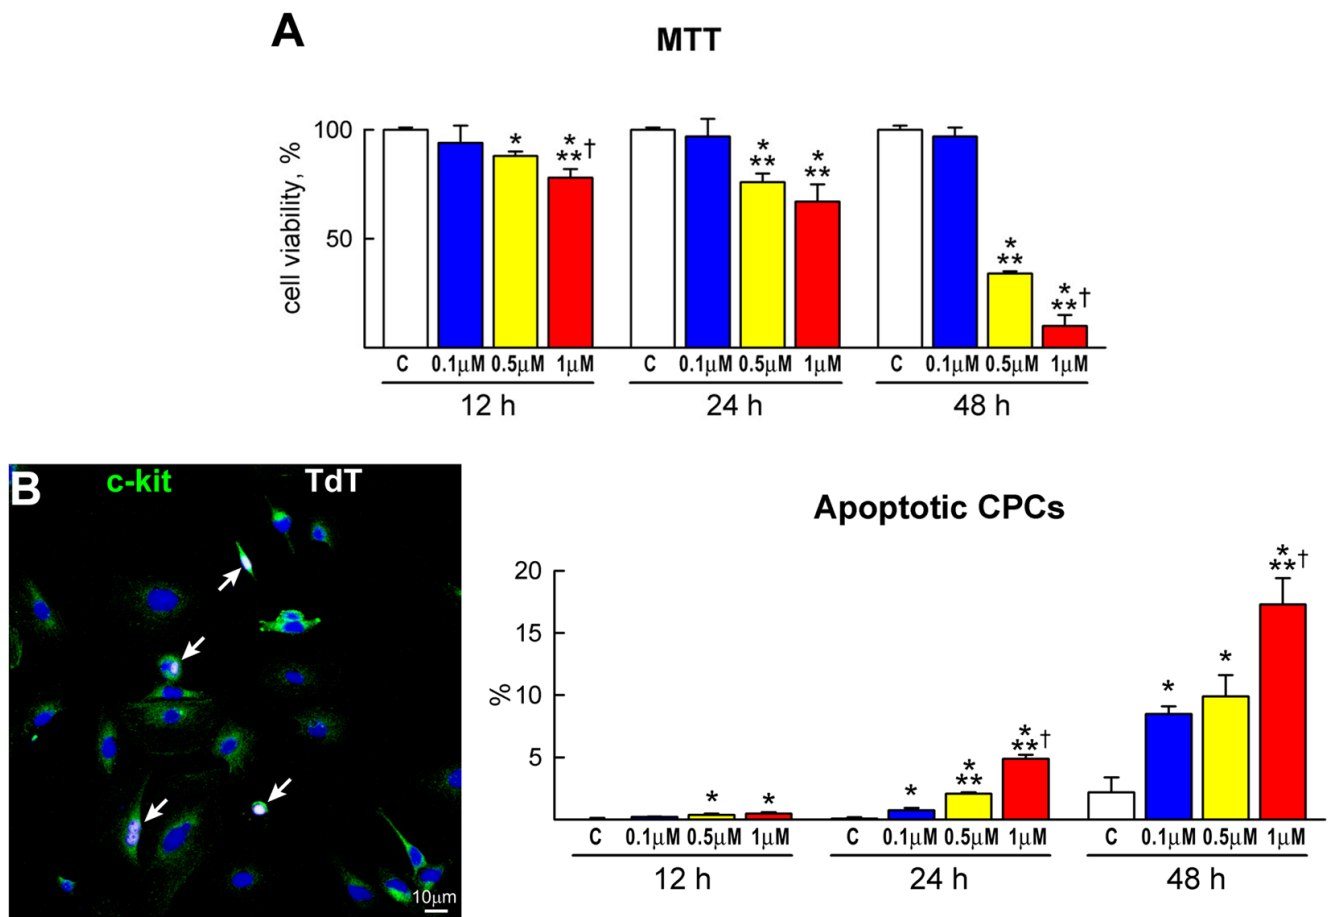 A
MTT
100
50
cell viability, %
* * ** † * ** * ** * ** * ** †
C 0.1μM 0.5μM 1μM C 0.1μM 0.5μM 1μM C 0.1μM 0.5μM 1μM
12 h 24 h 48 h
B c-kit TdT
10μm
Apoptotic CPCs
20
15
10
5
%
* * * * ** * ** † * * * ** †
C 0.1μM 0.5μM 1μM C 0.1μM 0.5μM 1μM C 0.1μM 0.5μM 1μM
12 h 24 h 48 h